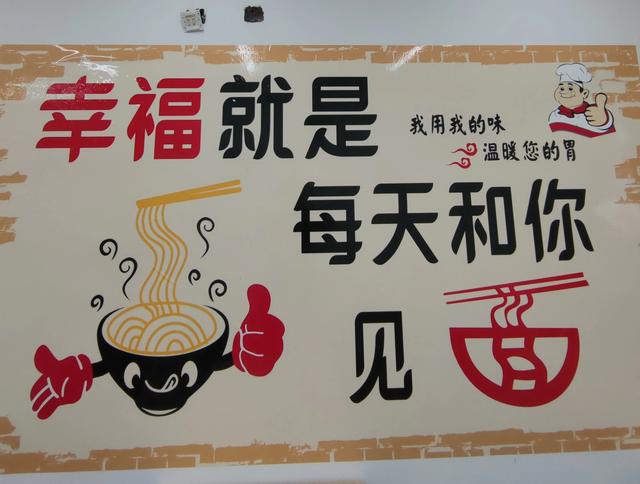 幸福就是
我用我的味
温暖您的胃
每天和你
见面